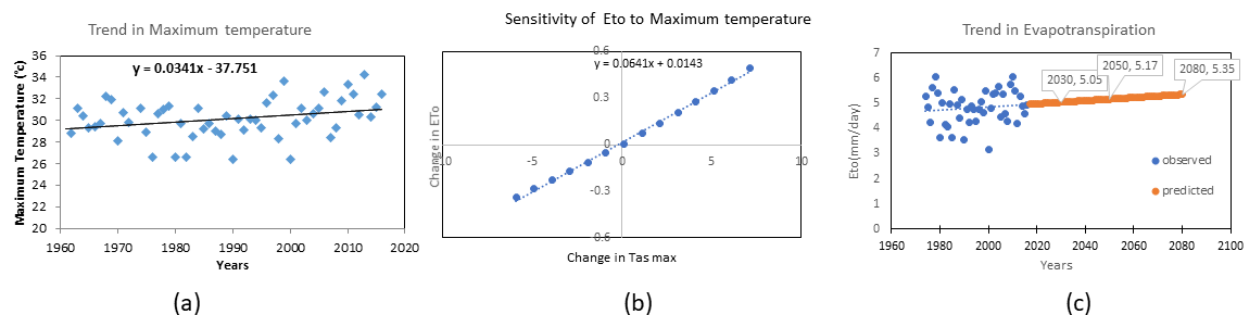 Trend in Maximum temperature
Maximum Temperature (°c)
36
34
32
30
28
26
24
22
20
y = 0.0341x - 37.751
1960 1970 1980 1990 2000 2010 2020
Years
(a)
Sensitivity of Eto to Maximum temperature
Change in ETo
0.6
0.3
0.0
-0.3
-0.6
y = 0.0641x + 0.0143
-10 -5 0 5 10
Change in Tas max
(b)
Trend in Evapotranspiration
Eto(mm/day)
7
6
5
4
3
2
1
0
2030, 5.05
2050, 5.17
2080, 5.35
observed
predicted
1960 1980 2000 2020 2040 2060 2080 2100
Years
(c)